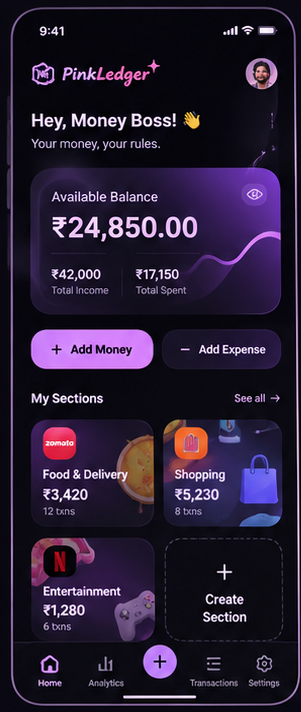 9:41
PinkLedger
Hey, Money Boss! 👋
Your money, your rules.
Available Balance
₹24,850.00
₹42,000 ₹17,150
Total Income Total Spent
+ Add Money − Add Expense
My Sections See all →
zomato
Food & Delivery Shopping
₹3,420 ₹5,230
12 txns 8 txns
N
Entertainment
₹1,280
6 txns
+
Create
Section
+
Home Analytics Transactions Settings